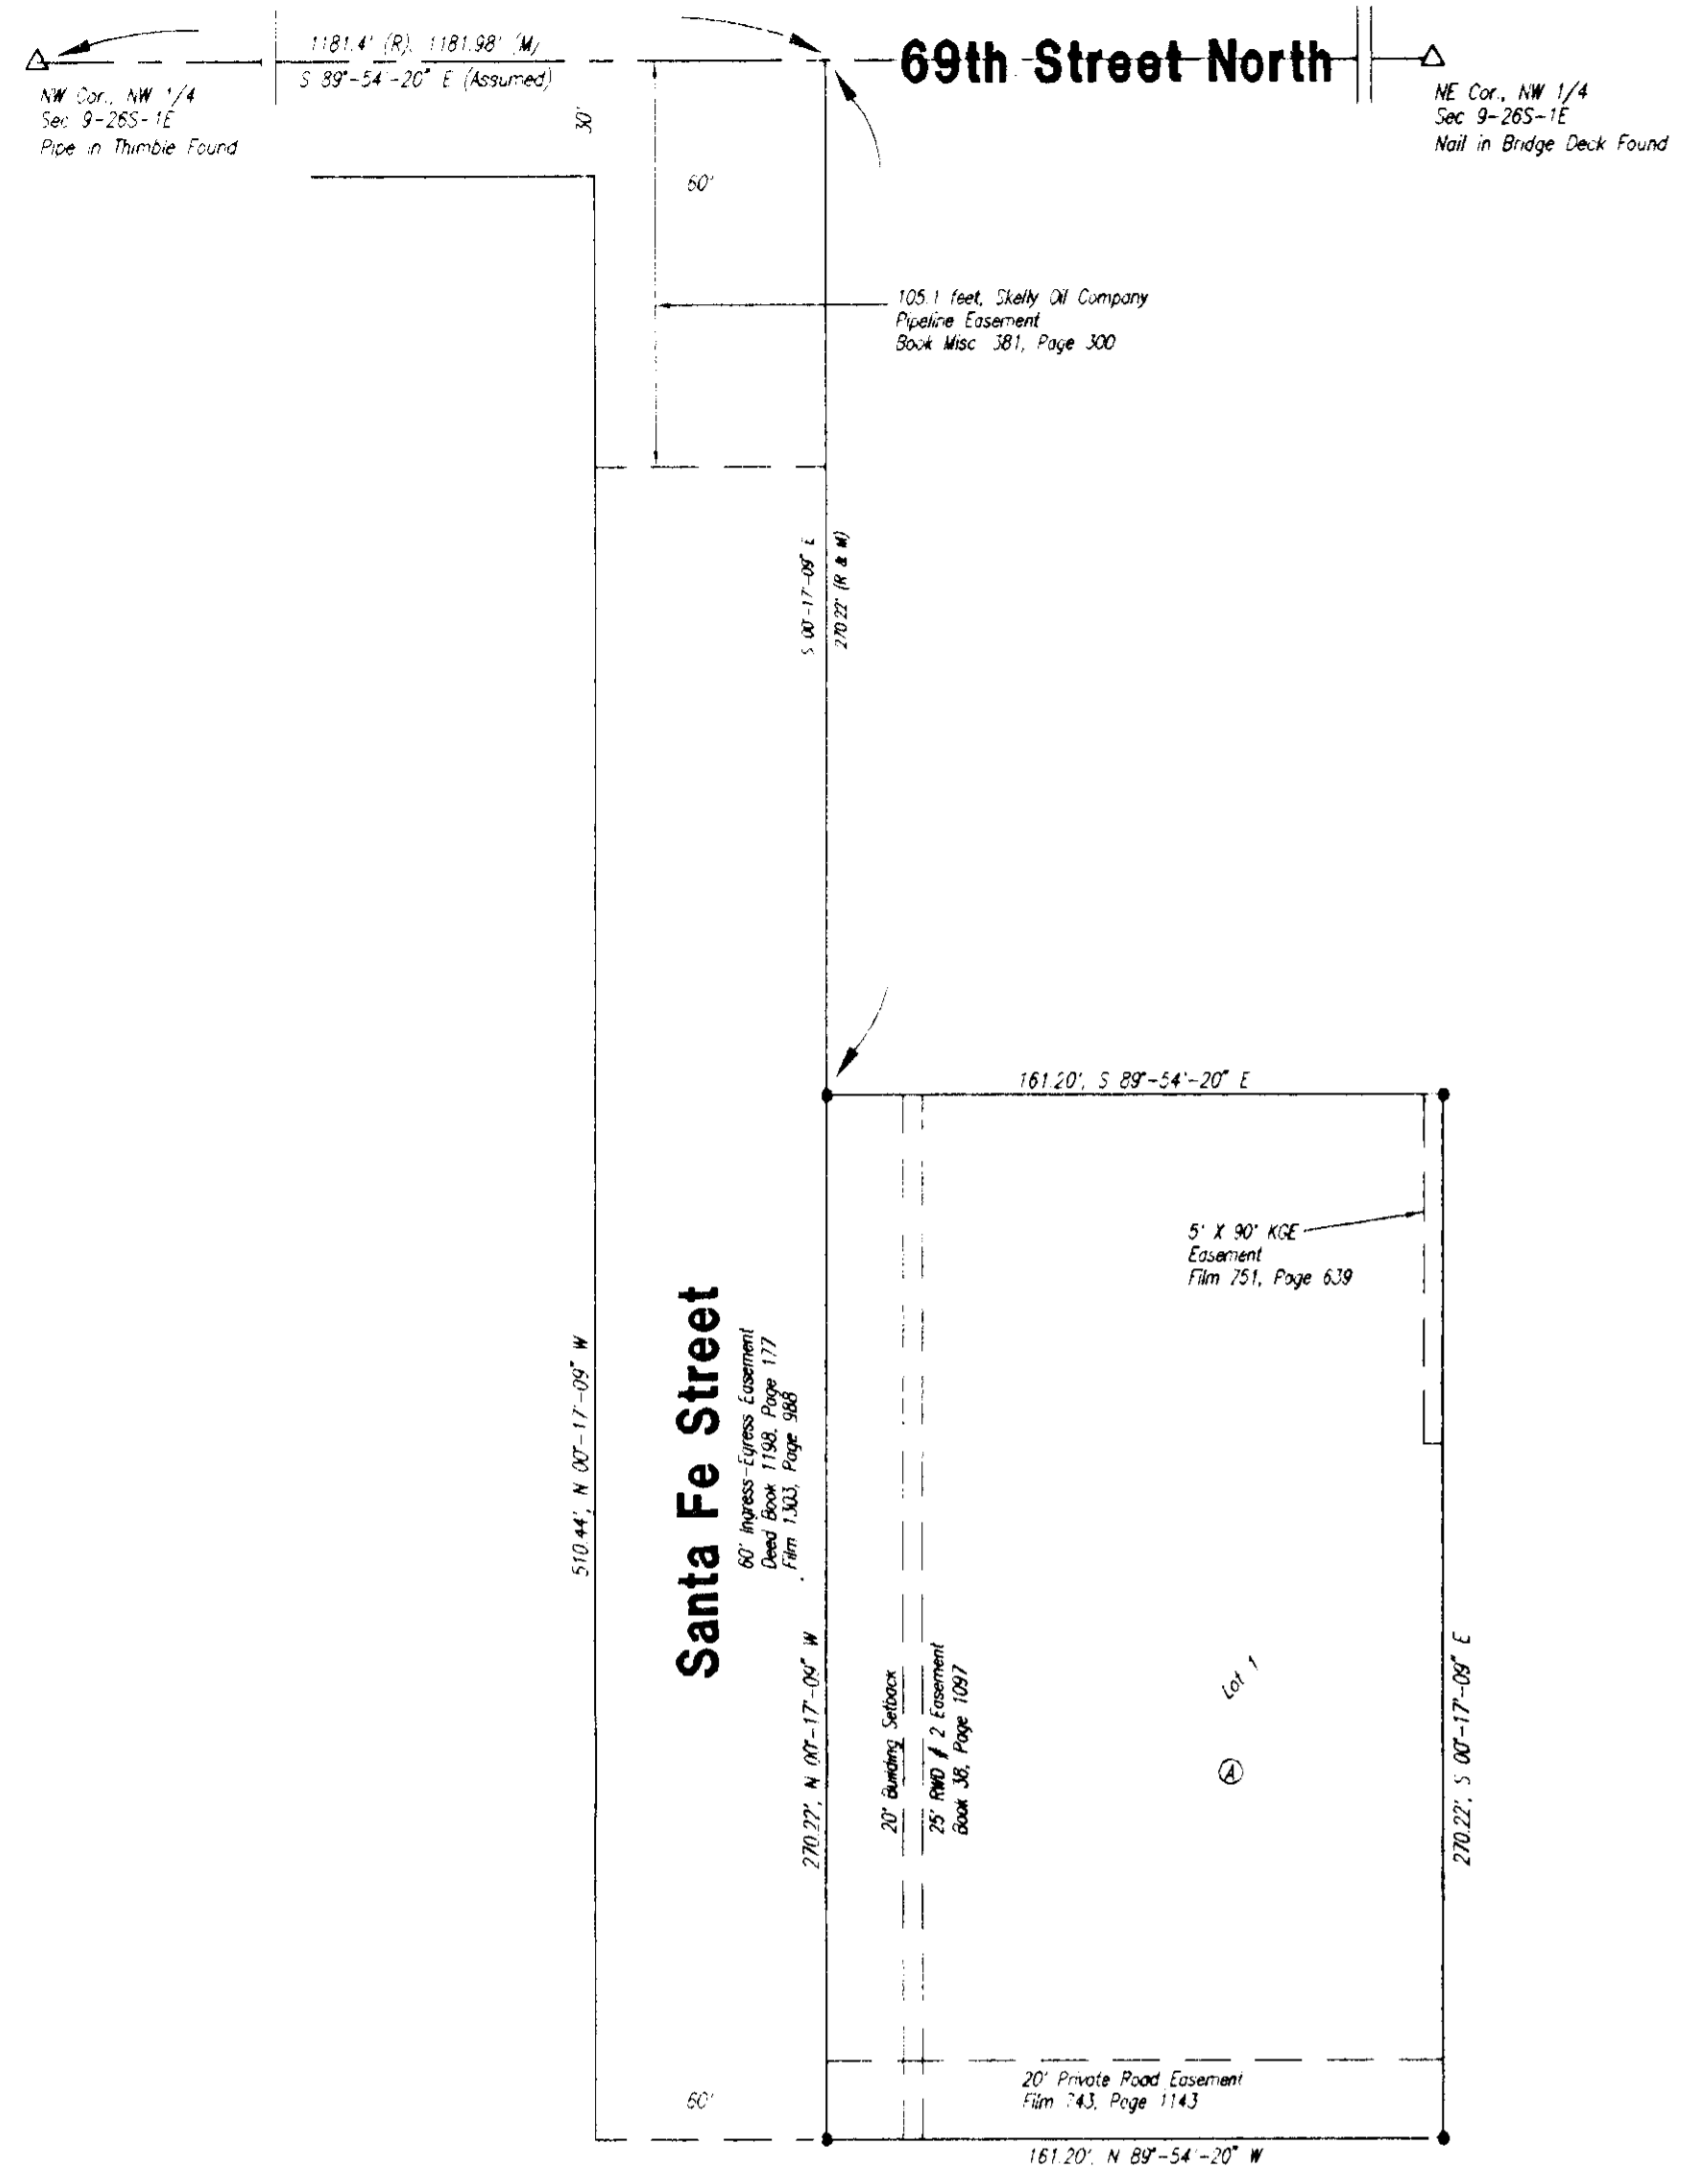 1181.4' (R), 1181.98' (M)
S 89°-54'-20" E (Assumed)
69th Street North
NW Cor., NW 1/4
Sec 9-26S-1E
Pipe in Thimble Found
NE Cor., NW 1/4
Sec 9-26S-1E
Nail in Bridge Deck Found
30'
60'
105.1 feet, Skelly Oil Company
Pipeline Easement
Book Misc 381, Page 300
S 00°-17'-09" E
270.22' (R & M)
161.20', S 89°-54'-20" E
5' X 90' KGE
Easement
Film 751, Page 639
510.44', N 00°-17'-09" W
Santa Fe Street
60' Ingress-Egress Easement
Deed Book 1198, Page 177
Film 1303, Page 988
270.22', N 00°-17'-09" W
20' Building Setback
25' RWD # 2 Easement
Book 38, Page 1097
Lot 1
A
270.22', S 00°-17'-09" E
20' Private Road Easement
Film 743, Page 1143
60'
161.20', N 89°-54'-20" W